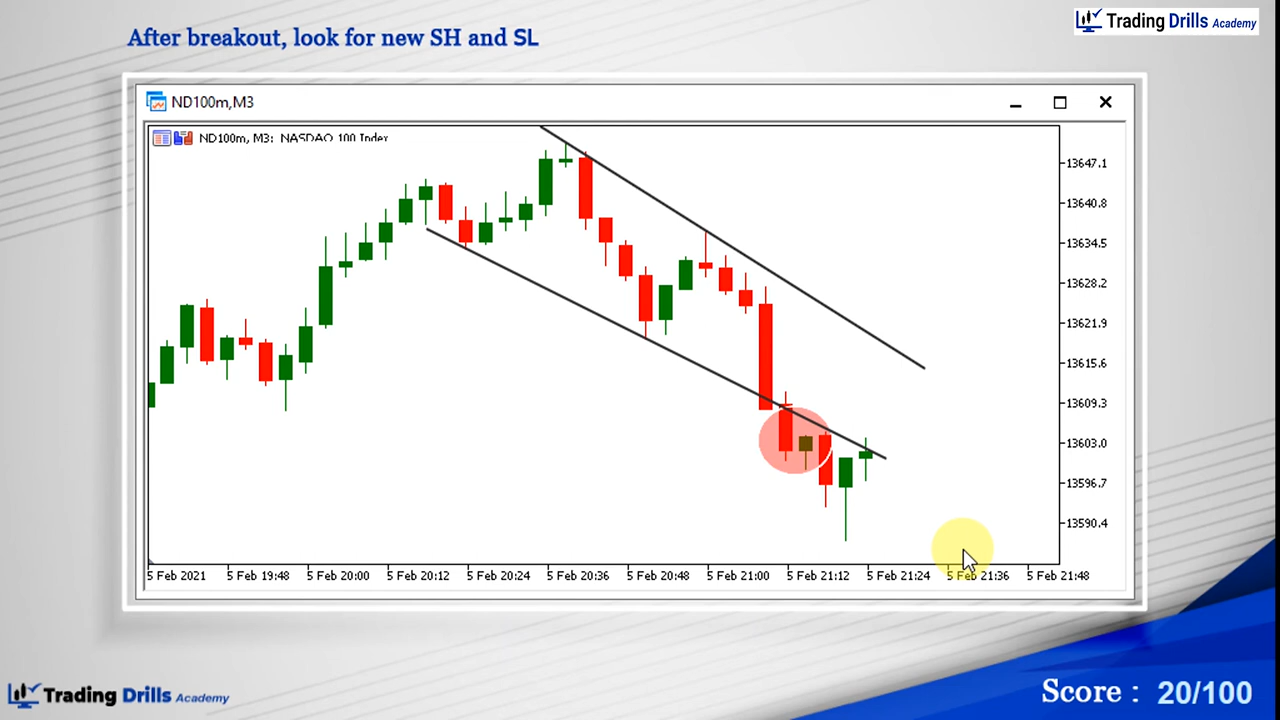 After breakout, look for new SH and SL
Trading Drills Academy
ND100m,M3
ND100m, M3: NASDAQ 100 Index
13647.1
13640.8
13634.5
13628.2
13621.9
13615.6
13609.3
13603.0
13596.7
13590.4
5 Feb 2021 5 Feb 19:48 5 Feb 20:00 5 Feb 20:12 5 Feb 20:24 5 Feb 20:36 5 Feb 20:48 5 Feb 21:00 5 Feb 21:12 5 Feb 21:24 5 Feb 21:36 5 Feb 21:48
Trading Drills Academy
Score : 20/100